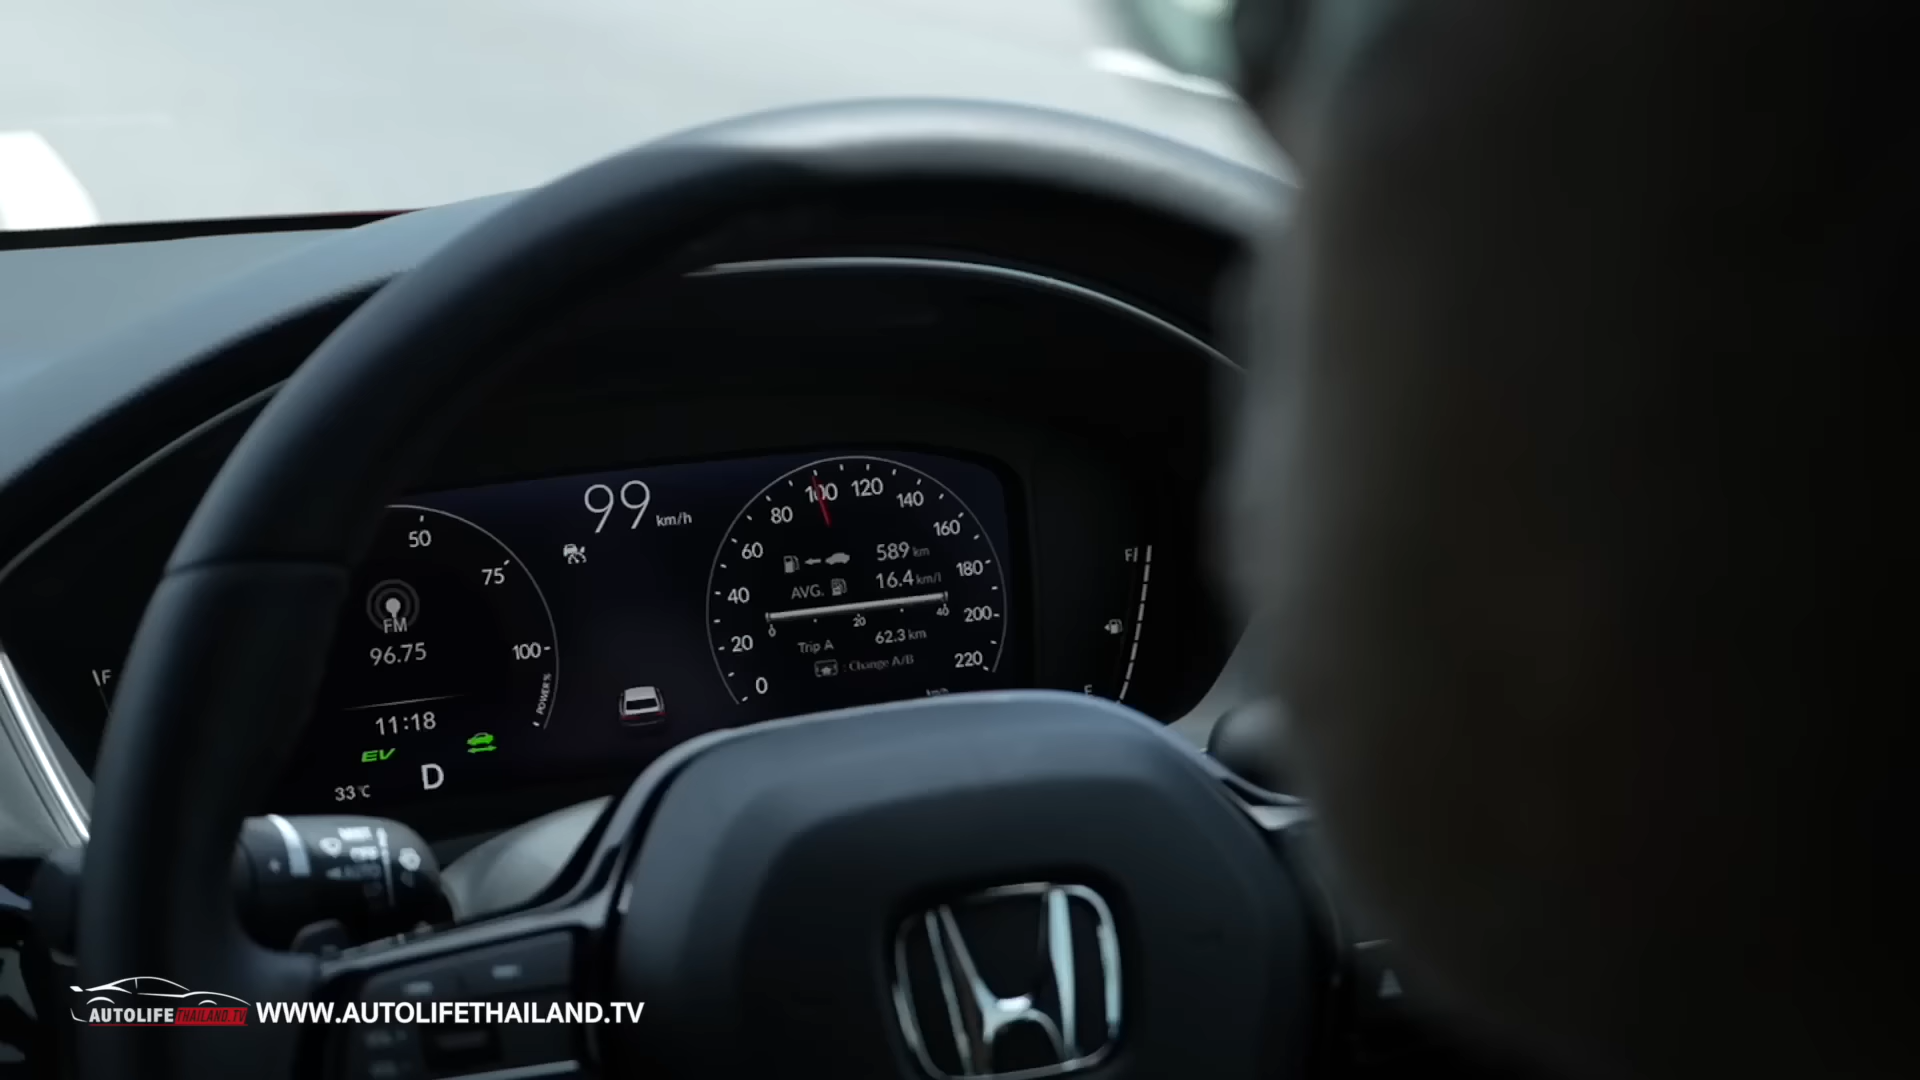 99 km/h
50
75
100
POWER %
FM
96.75
11:18
EV
33°C
D
0
20
40
60
80
100
120
140
160
180
200
220
589 km
AVG. 16.4 km/l
0 20 40
Trip A 62.3 km
: Change A/B
F
E
OFF
AUTO
AUTOLIFE THAILAND.TV
WWW.AUTOLIFETHAILAND.TV